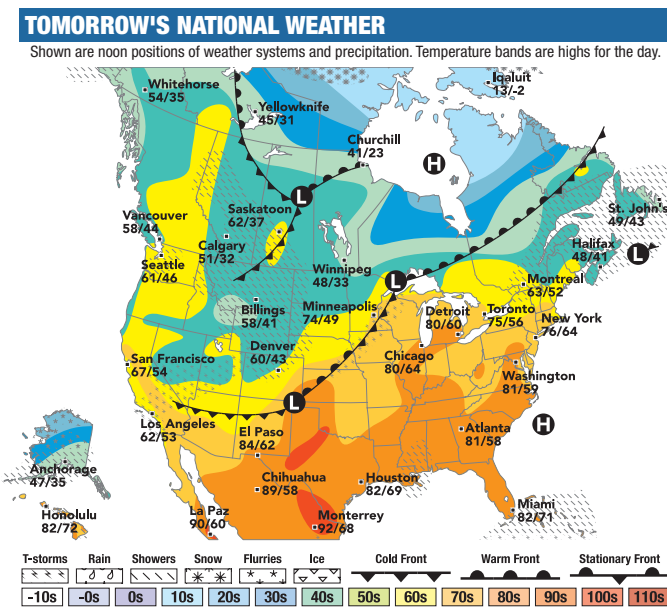 TOMORROW'S NATIONAL WEATHER
Shown are noon positions of weather systems and precipitation. Temperature bands are highs for the day.
Whitehorse
54/35
Iqaluit
13/-2
Yellowknife
45/31
Churchill
41/23
H
L
Vancouver
58/44
Saskatoon
62/37
St. John's
49/43
Calgary
51/32
Halifax
48/41
L
Seattle
61/46
Winnipeg
48/33
L
Montreal
63/52
Billings
58/41
Minneapolis
74/49
Detroit
80/60
Toronto
75/56
New York
76/64
Denver
60/43
San Francisco
67/54
Chicago
80/64
Washington
81/59
L
Los Angeles
62/53
El Paso
84/62
Atlanta
81/58
H
Anchorage
47/35
Chihuahua
89/58
Houston
82/69
Honolulu
82/72
La Paz
90/60
Monterrey
92/68
Miami
82/71
T-storms Rain Showers Snow Flurries Ice Cold Front Warm Front Stationary Front
-10s -0s 0s 10s 20s 30s 40s 50s 60s 70s 80s 90s 100s 110s